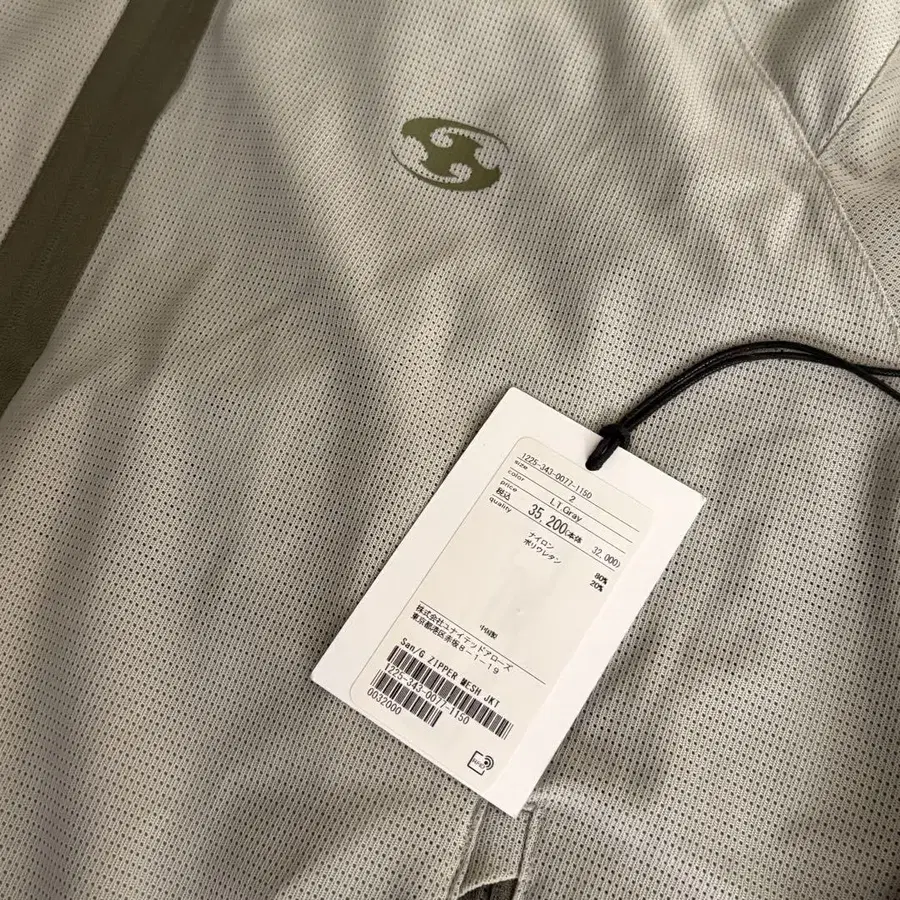 1225-343-0077-1150
size 2
color LT.Gray
price 35,200(本体 32,000)
税込
quality
ナイロン 80%
ポリウレタン 20%
中国製
株式会社ユナイテッドアローズ
東京都港区赤坂8-1-19
San/G ZIPPER MESH JKT
1225-343-0077-1150
0032000
RFID